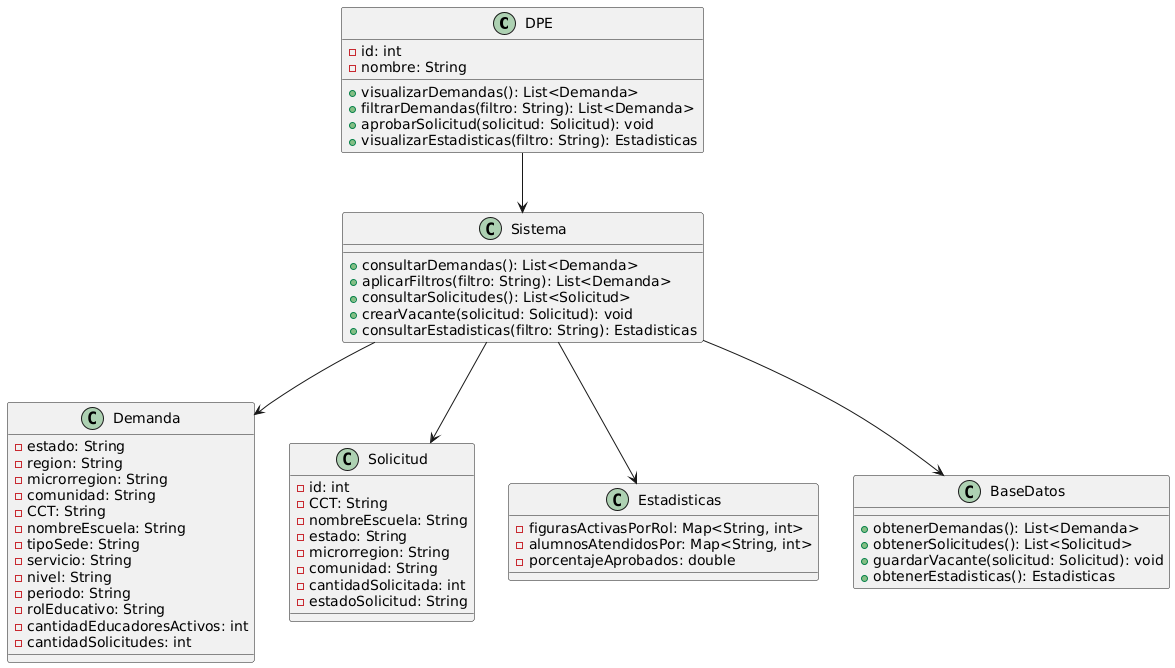 C DPE
id: int
nombre: String
visualizarDemandas(): List<Demanda>
filtrarDemandas(filtro: String): List<Demanda>
aprobarSolicitud(solicitud: Solicitud): void
visualizarEstadisticas(filtro: String): Estadisticas
C Sistema
consultarDemandas(): List<Demanda>
aplicarFiltros(filtro: String): List<Demanda>
consultarSolicitudes(): List<Solicitud>
crearVacante(solicitud: Solicitud): void
consultarEstadisticas(filtro: String): Estadisticas
C Demanda
estado: String
region: String
microrregion: String
comunidad: String
CCT: String
nombreEscuela: String
tipoSede: String
servicio: String
nivel: String
periodo: String
rolEducativo: String
cantidadEducadoresActivos: int
cantidadSolicitudes: int
C Solicitud
id: int
CCT: String
nombreEscuela: String
estado: String
microrregion: String
comunidad: String
cantidadSolicitada: int
estadoSolicitud: String
C Estadisticas
figurasActivasPorRol: Map<String, int>
alumnosAtendidosPor: Map<String, int>
porcentajeAprobados: double
C BaseDatos
obtenerDemandas(): List<Demanda>
obtenerSolicitudes(): List<Solicitud>
guardarVacante(solicitud: Solicitud): void
obtenerEstadisticas(): Estadisticas